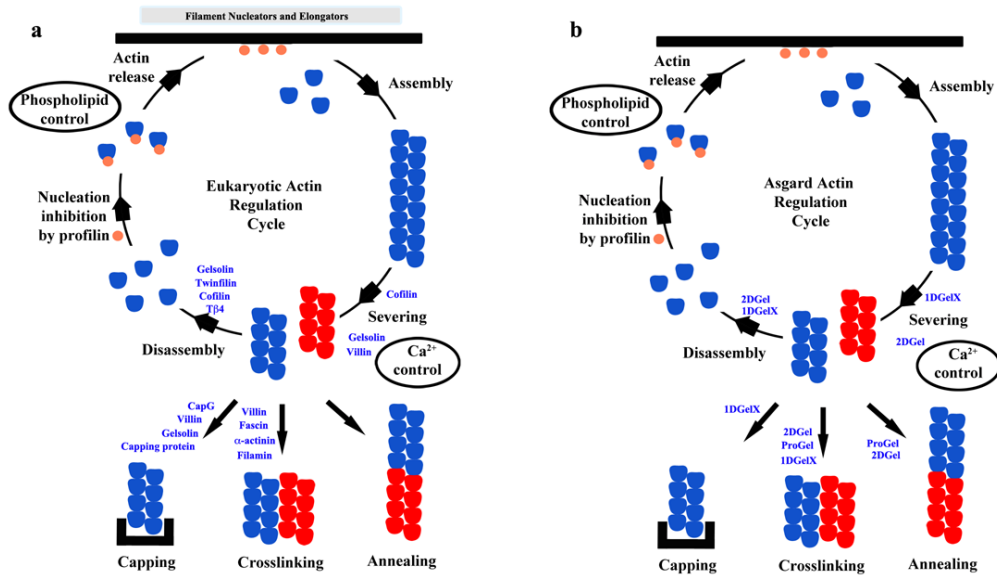 a
Filament Nucleators and Elongators
Actin
release
Assembly
Phospholipid
control
Eukaryotic Actin
Regulation
Cycle
Nucleation
inhibition
by profilin
Gelsolin
Twinfilin
Cofilin
Tβ4
Disassembly
Cofilin
Severing
Gelsolin
Villin
Ca²⁺
control
CapG
Villin
Gelsolin
Capping protein
Villin
Fascin
α-actinin
Filamin
Capping
Crosslinking
Annealing
b
Actin
release
Assembly
Phospholipid
control
Asgard Actin
Regulation
Cycle
Nucleation
inhibition
by profilin
2DGel
1DGelX
Disassembly
1DGelX
Severing
2DGel
Ca²⁺
control
1DGelX
2DGel
ProGel
1DGelX
ProGel
2DGel
Capping
Crosslinking
Annealing